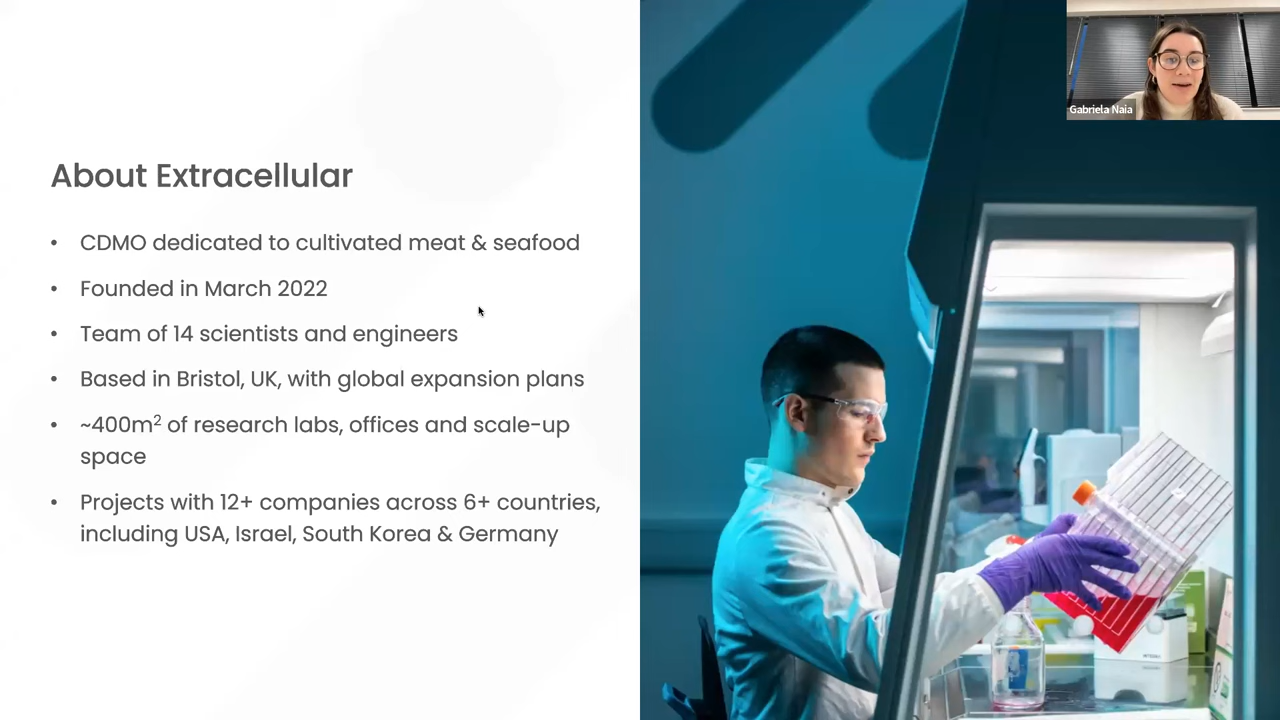 Gabriela Naia
About Extracellular
• CDMO dedicated to cultivated meat & seafood
• Founded in March 2022
• Team of 14 scientists and engineers
• Based in Bristol, UK, with global expansion plans
• ~400m² of research labs, offices and scale-up
space
• Projects with 12+ companies across 6+ countries,
including USA, Israel, South Korea & Germany